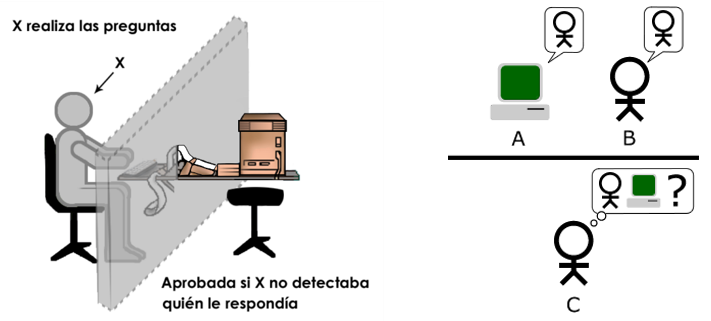 X realiza las preguntas
X
Aprobada si X no detectaba
quién le respondía
A
B
?
C